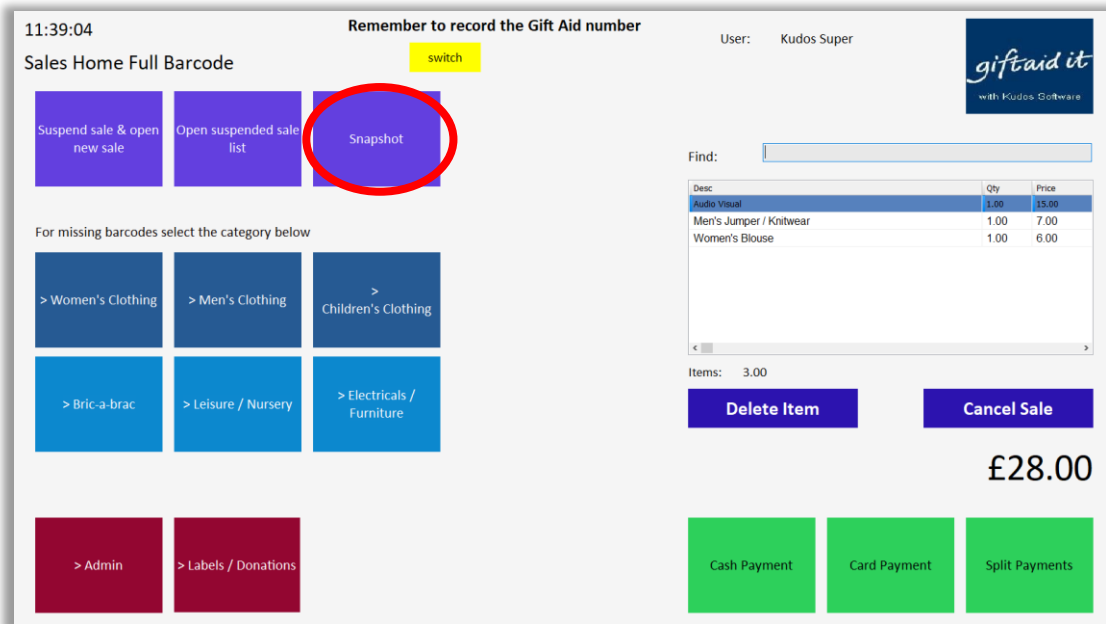 11:39:04
Remember to record the Gift Aid number
User: Kudos Super
Sales Home Full Barcode
switch
giftaid it
with Kudos Software
Suspend sale & open
new sale
Open suspended sale
list
Snapshot
Find:
Desc Qty Price
Audio Visual 1.00 15.00
Men's Jumper / Knitwear 1.00 7.00
Women's Blouse 1.00 6.00
For missing barcodes select the category below
> Women's Clothing
> Men's Clothing
>
Children's Clothing
> Bric-a-brac
> Leisure / Nursery
> Electricals /
Furniture
Items: 3.00
Delete Item
Cancel Sale
£28.00
> Admin
> Labels / Donations
Cash Payment
Card Payment
Split Payments